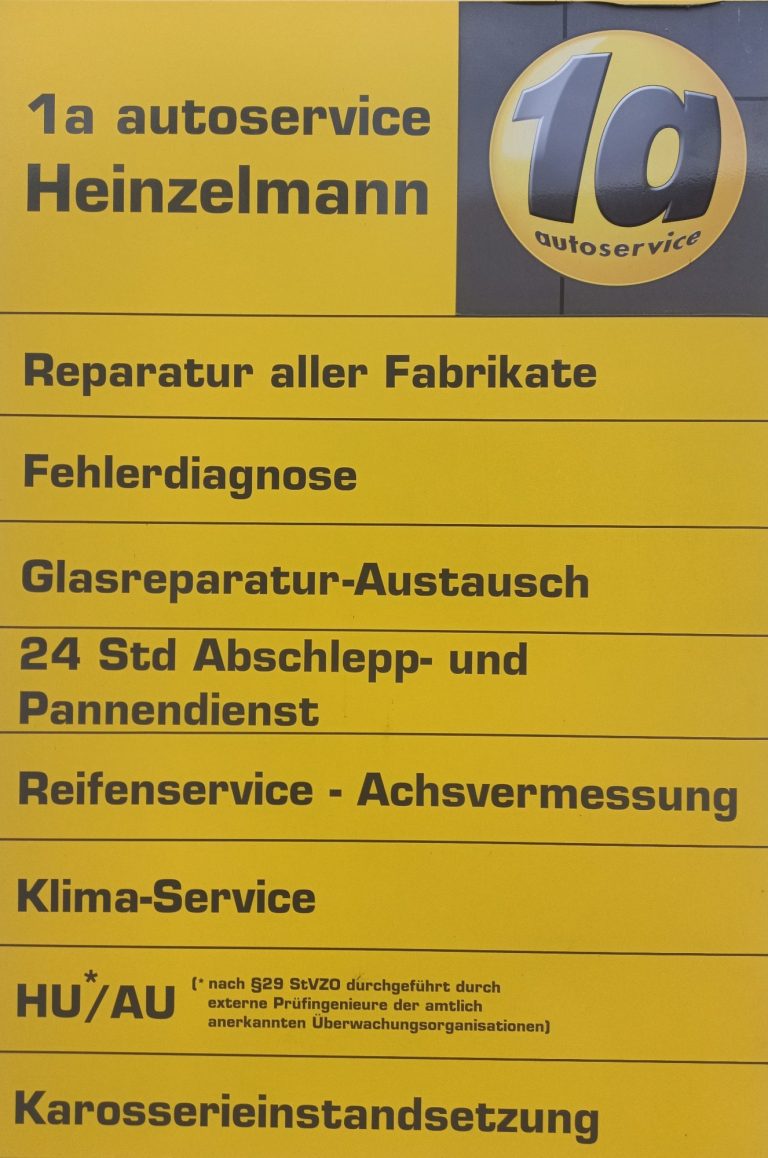 1a autoservice
Heinzelmann
1a
autoservice
Reparatur aller Fabrikate
Fehlerdiagnose
Glasreparatur-Austausch
24 Std Abschlepp- und
Pannendienst
Reifenservice - Achsvermessung
Klima-Service
HU*/AU (* nach §29 StVZO durchgeführt durch
externe Prüfingenieure der amtlich
anerkannten Überwachungsorganisationen)
Karosserieinstandsetzung